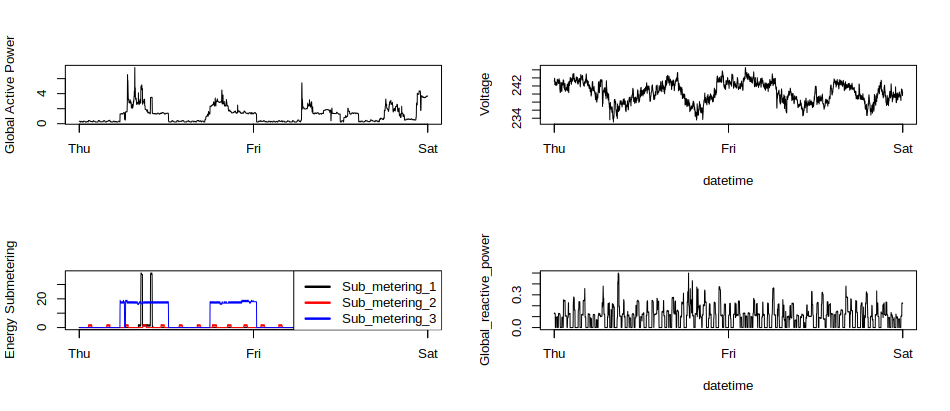 Global Active Power
4
0
Thu Fri Sat
Voltage
242
234
Thu Fri Sat
datetime
Energy Submetering
20
0
Sub_metering_1
Sub_metering_2
Sub_metering_3
Thu Fri Sat
Global_reactive_power
0.3
0.0
Thu Fri Sat
datetime